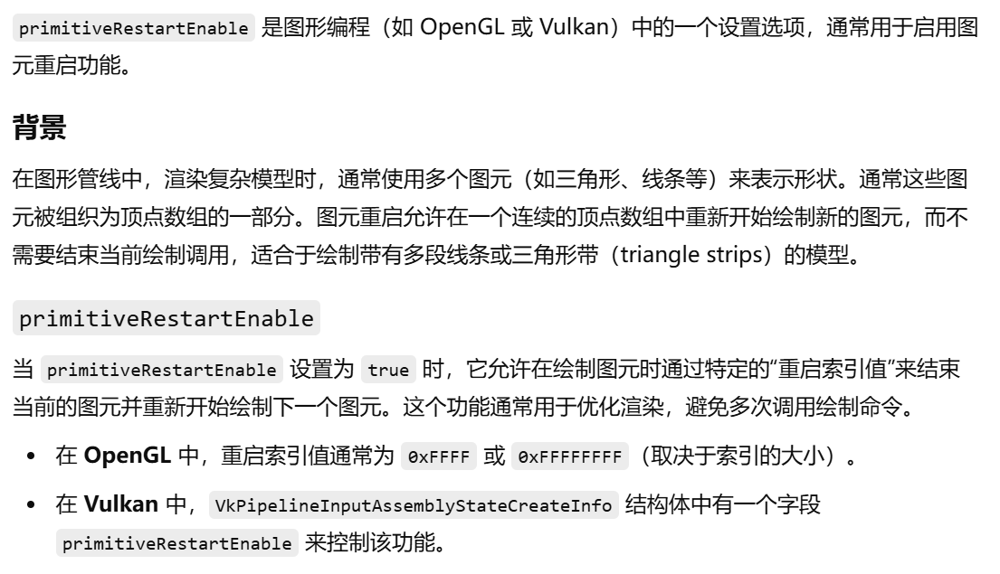 primitiveRestartEnable 是图形编程（如 OpenGL 或 Vulkan）中的一个设置选项，通常用于启用图
元重启功能。
背景
在图形管线中，渲染复杂模型时，通常使用多个图元（如三角形、线条等）来表示形状。通常这些图
元被组织为顶点数组的一部分。图元重启允许在一个连续的顶点数组中重新开始绘制新的图元，而不
需要结束当前绘制调用，适合于绘制带有多段线条或三角形带（triangle strips）的模型。
primitiveRestartEnable
当 primitiveRestartEnable 设置为 true 时，它允许在绘制图元时通过特定的“重启索引值”来结束
当前的图元并重新开始绘制下一个图元。这个功能通常用于优化渲染，避免多次调用绘制命令。
• 在 OpenGL 中，重启索引值通常为 0xFFFF 或 0xFFFFFFFF（取决于索引的大小）。
• 在 Vulkan 中， VkPipelineInputAssemblyStateCreateInfo 结构体中有一个字段
primitiveRestartEnable 来控制该功能。